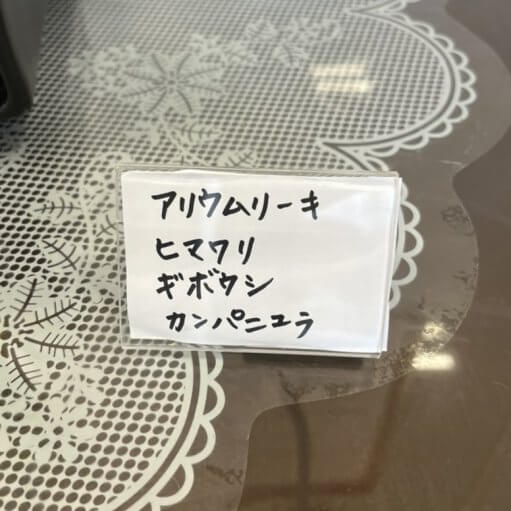 アリウムリーキ
ヒマワリ
ギボウシ
カンパニュラ